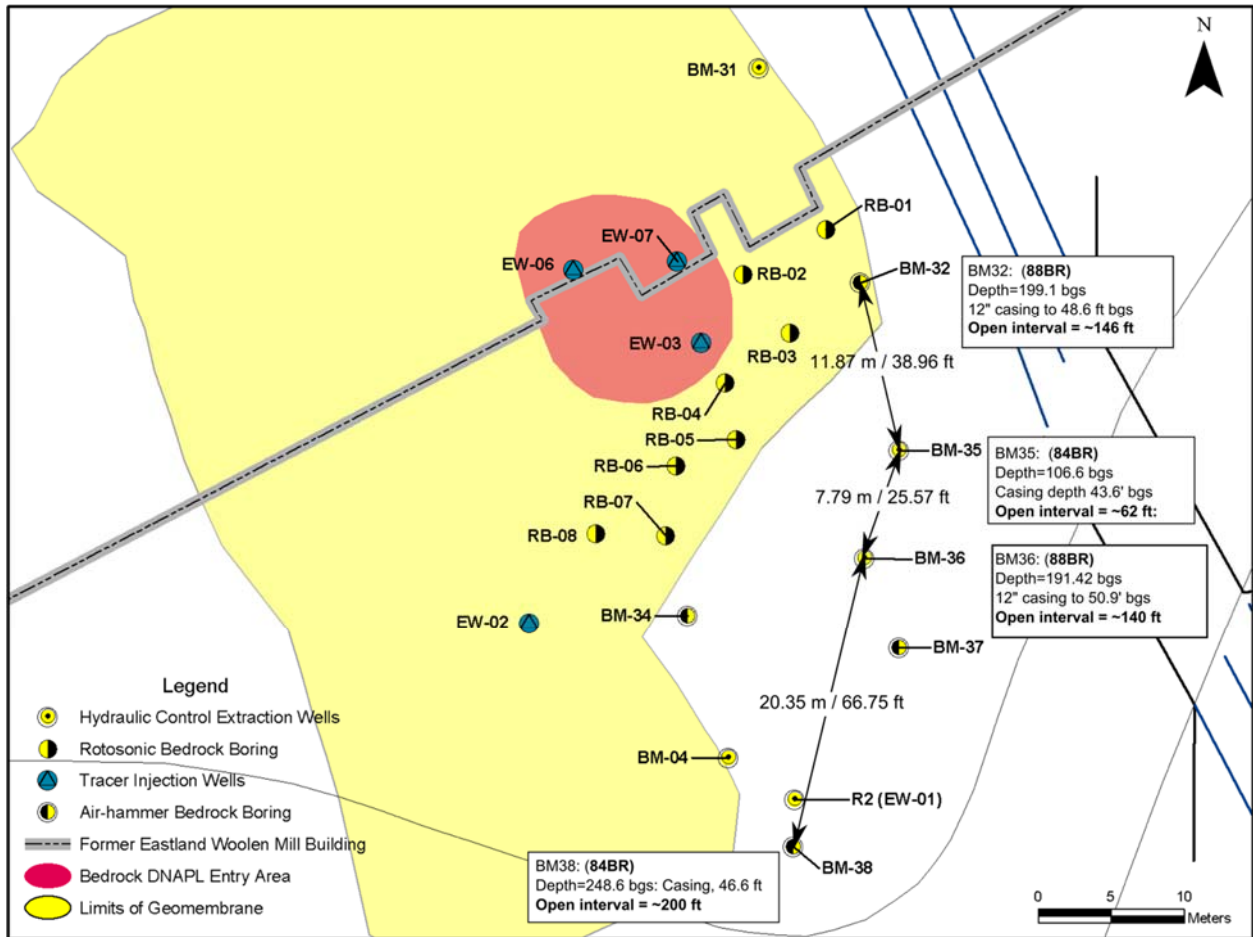 N
BM-31
RB-01
EW-07
EW-06
RB-02
BM-32
BM32: (88BR)
Depth=199.1 bgs
12" casing to 48.6 ft bgs
Open interval = ~146 ft
EW-03
RB-03
11.87 m / 38.96 ft
RB-04
RB-05
BM-35
BM35: (84BR)
Depth=106.6 bgs
Casing depth 43.6' bgs
Open interval = ~62 ft:
RB-06
7.79 m / 25.57 ft
RB-07
RB-08
BM-36
BM36: (88BR)
Depth=191.42 bgs
12" casing to 50.9' bgs
Open interval = ~140 ft
EW-02
BM-34
BM-37
20.35 m / 66.75 ft
BM-04
R2 (EW-01)
BM-38
BM38: (84BR)
Depth=248.6 bgs: Casing, 46.6 ft
Open interval = ~200 ft
Legend
Hydraulic Control Extraction Wells
Rotosonic Bedrock Boring
Tracer Injection Wells
Air-hammer Bedrock Boring
Former Eastland Woolen Mill Building
Bedrock DNAPL Entry Area
Limits of Geomembrane
0 5 10
Meters